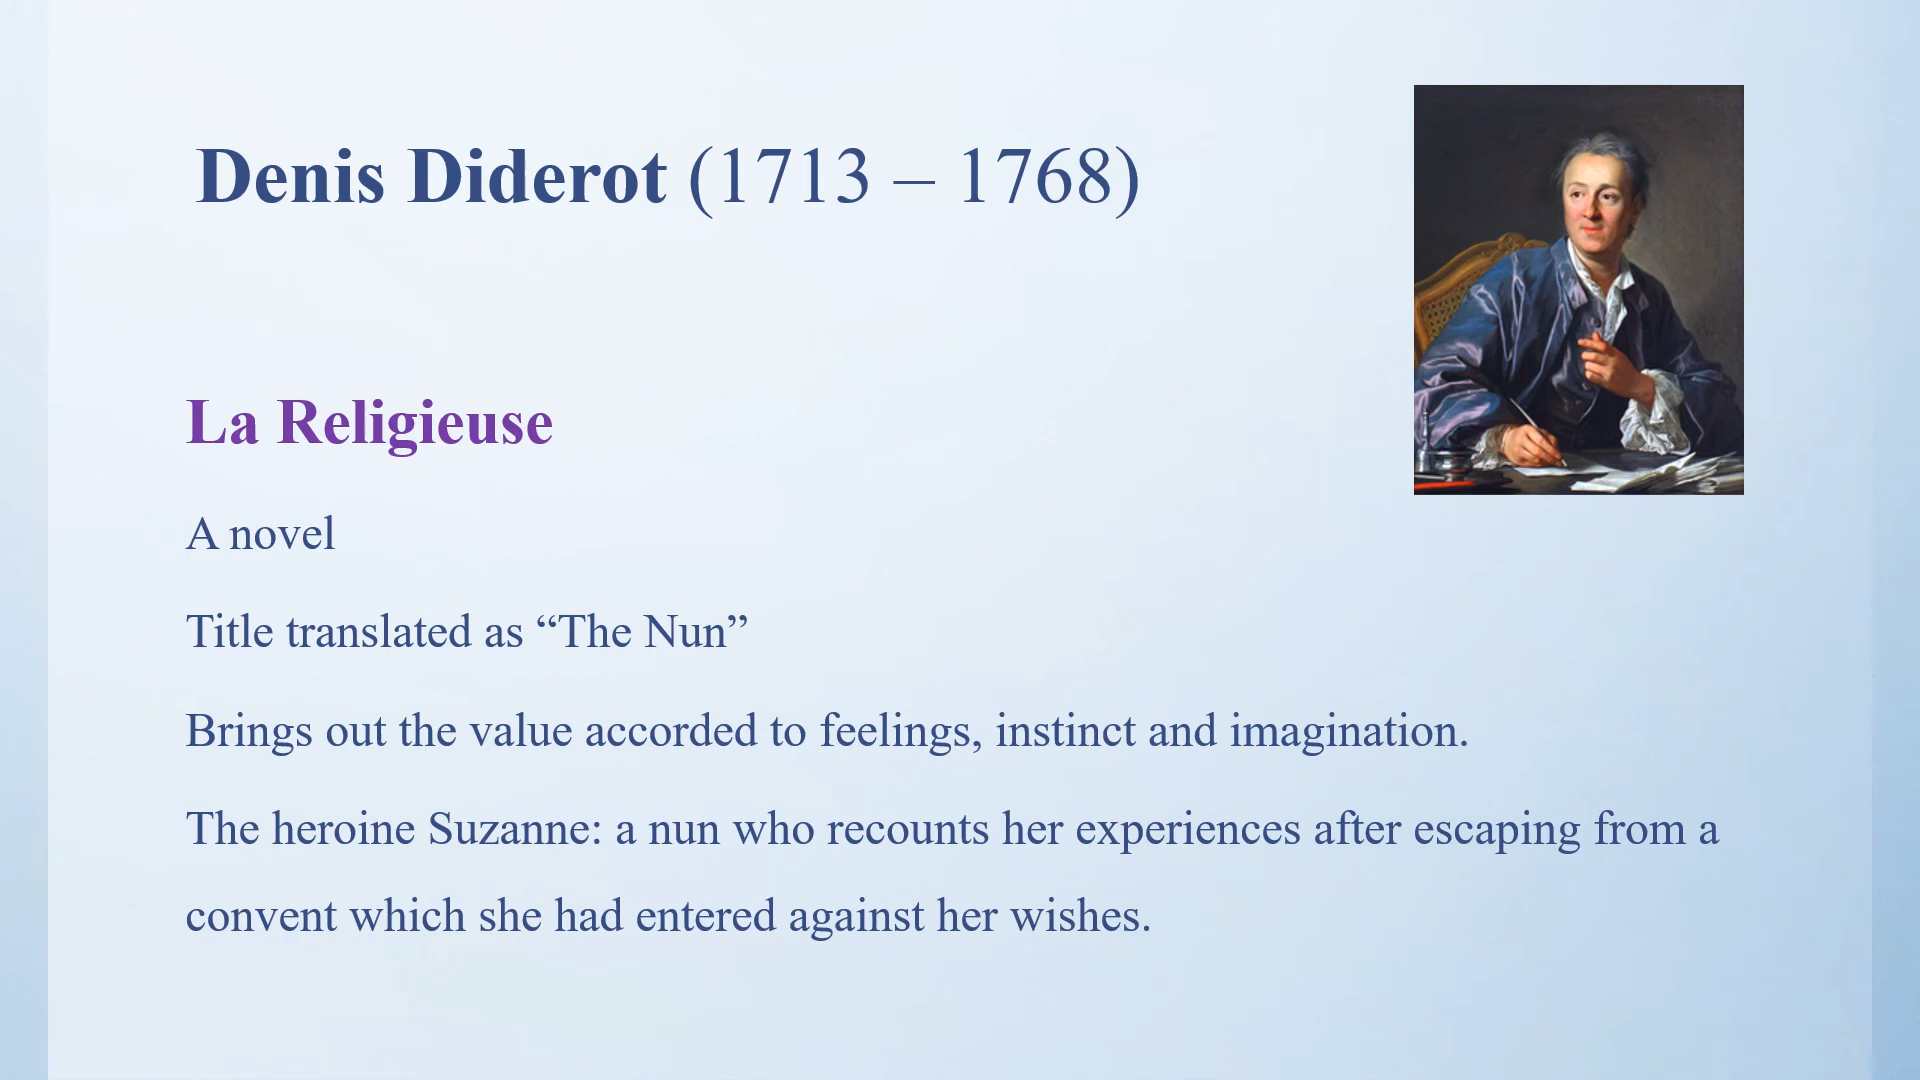 Denis Diderot (1713 – 1768)
La Religieuse
A novel
Title translated as “The Nun”
Brings out the value accorded to feelings, instinct and imagination.
The heroine Suzanne: a nun who recounts her experiences after escaping from a
convent which she had entered against her wishes.